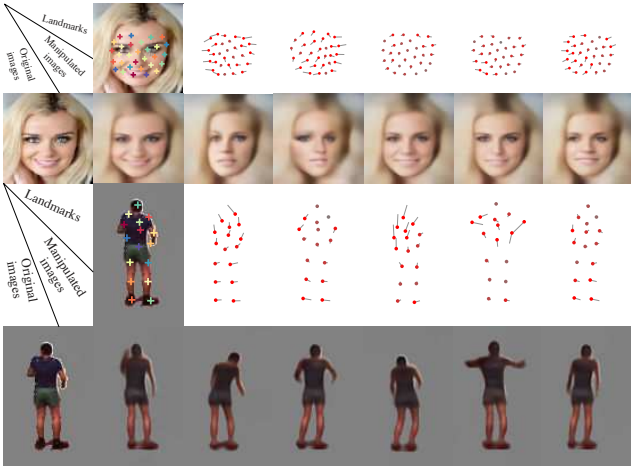 Landmarks
Manipulated
images
Original
images
Landmarks
Manipulated
images
Original
images